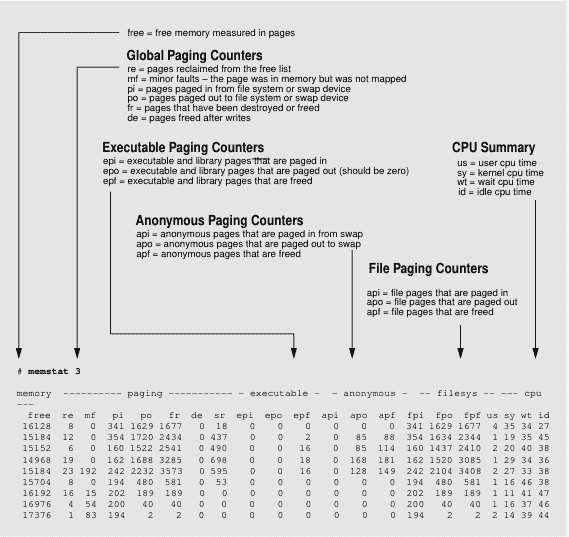 free = free memory measured in pages
Global Paging Counters
re = pages reclaimed from the free list
mf = minor faults – the page was in memory but was not mapped
pi = pages paged in from file system or swap device
po = pages paged out to file system or swap device
fr = pages that have been destroyed or freed
de = pages freed after writes
Executable Paging Counters
epi = executable and library pages that are paged in
epo = executable and library pages that are paged out (should be zero)
epf = executable and library pages that are freed
CPU Summary
us = user cpu time
sy = kernel cpu time
wt = wait cpu time
id = idle cpu time
Anonymous Paging Counters
api = anonymous pages that are paged in from swap
apo = anonymous pages that are paged out to swap
apf = anonymous pages that are freed
File Paging Counters
api = file pages that are paged in
apo = file pages that are paged out
apf = file pages that are freed
# memstat 3
memory ---------- paging ----------- - executable - - anonymous - -- filesys -- --- cpu
---
free re mf pi po fr de sr epi epo epf api apo apf fpi fpo fpf us sy wt id
16128 8 0 341 1629 1677 0 18 0 0 0 0 0 0 341 1629 1677 4 35 34 27
15184 12 0 354 1720 2434 0 437 0 0 2 0 85 88 354 1634 2344 1 19 35 45
15152 6 0 160 1522 2541 0 490 0 0 16 0 85 114 160 1437 2410 2 20 40 38
14968 19 0 162 1688 3285 0 698 0 0 18 0 168 181 162 1520 3085 1 29 34 36
15184 23 192 242 2232 3573 0 595 0 0 16 0 128 149 242 2104 3408 2 27 33 38
15704 8 0 194 480 581 0 53 0 0 0 0 0 0 194 480 581 1 16 46 38
16192 16 15 202 189 189 0 0 0 0 0 0 0 0 202 189 189 1 11 41 47
16976 4 54 200 40 40 0 0 0 0 0 0 0 0 200 40 40 1 16 37 46
17376 1 83 194 2 2 0 0 0 0 0 0 0 0 194 2 2 2 14 39 44